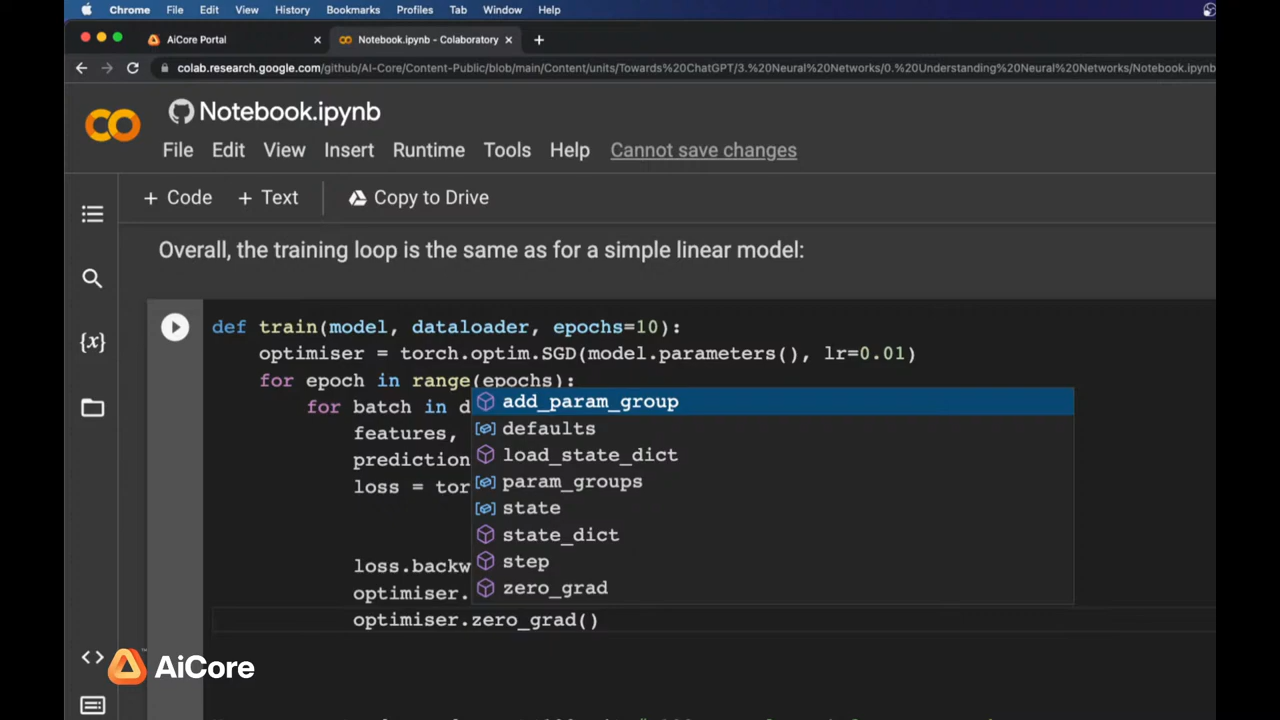 Chrome File Edit View History Bookmarks Profiles Tab Window Help
AiCore Portal × Notebook.ipynb - Colaboratory × +
colab.research.google.com/github/AI-Core/Content-Public/blob/main/Content/units/Towards%20ChatGPT/3.%20Neural%20Networks/0.%20Understanding%20Neural%20Networks/Notebook.ipynb
CO Notebook.ipynb
File Edit View Insert Runtime Tools Help Cannot save changes
+ Code + Text Copy to Drive
Overall, the training loop is the same as for a simple linear model:
def train(model, dataloader, epochs=10):
optimiser = torch.optim.SGD(model.parameters(), lr=0.01)
for epoch in range(epochs):
for batch in d
add_param_group
features,
defaults
prediction
load_state_dict
loss = tor
param_groups
state
state_dict
loss.backw
step
optimiser.
zero_grad
optimiser.zero_grad()
{x}
<>
AiCore